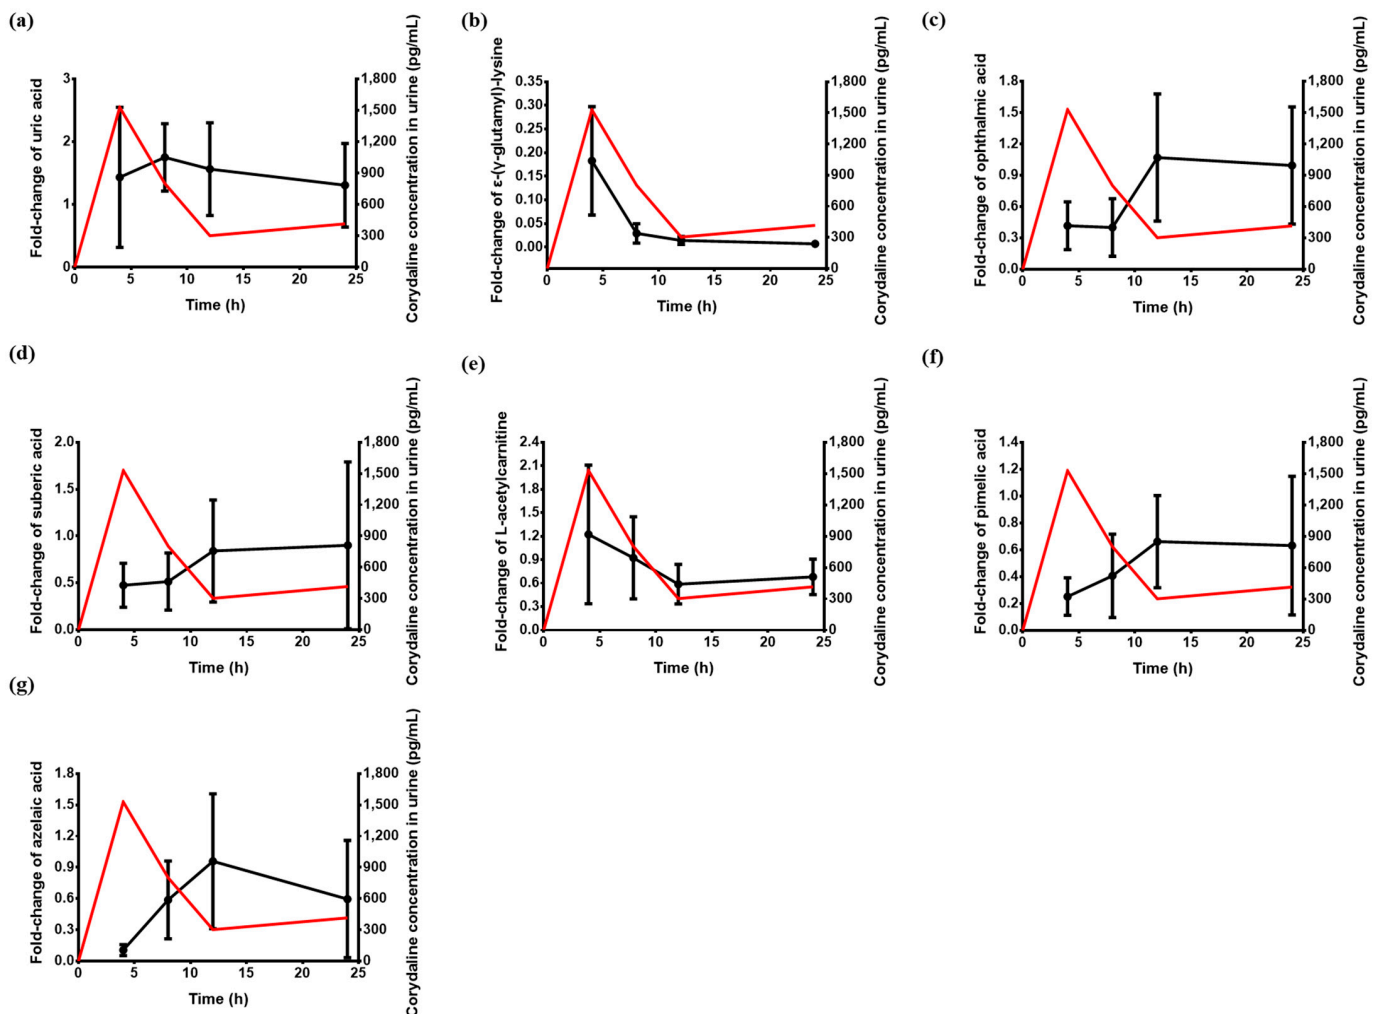 (a)
Fold-change of uric acid
3
2
1
0
0 5 10 15 20 25
Time (h)
1,800
1,500
1,200
900
600
300
0
Corydaline concentration in urine (pg/mL)
(b)
Fold-change of ε-(γ-glutamyl)-lysine
0.35
0.30
0.25
0.20
0.15
0.10
0.05
0.00
0 5 10 15 20 25
Time (h)
1,800
1,500
1,200
900
600
300
0
Corydaline concentration in urine (pg/mL)
(c)
Fold-change of ophthalmic acid
1.8
1.5
1.2
0.9
0.6
0.3
0.0
0 5 10 15 20 25
Time (h)
1,800
1,500
1,200
900
600
300
0
Corydaline concentration in urine (pg/mL)
(d)
Fold-change of suberic acid
2.0
1.5
1.0
0.5
0.0
0 5 10 15 20 25
Time (h)
1,800
1,500
1,200
900
600
300
0
Corydaline concentration in urine (pg/mL)
(e)
Fold-change of L-acetylcarnitine
2.4
2.1
1.8
1.5
1.2
0.9
0.6
0.3
0.0
0 5 10 15 20 25
Time (h)
1,800
1,500
1,200
900
600
300
0
Corydaline concentration in urine (pg/mL)
(f)
Fold-change of pimelic acid
1.4
1.2
1.0
0.8
0.6
0.4
0.2
0.0
0 5 10 15 20 25
Time (h)
1,800
1,500
1,200
900
600
300
0
Corydaline concentration in urine (pg/mL)
(g)
Fold-change of azelaic acid
1.8
1.5
1.2
0.9
0.6
0.3
0.0
0 5 10 15 20 25
Time (h)
1,800
1,500
1,200
900
600
300
0
Corydaline concentration in urine (pg/mL)